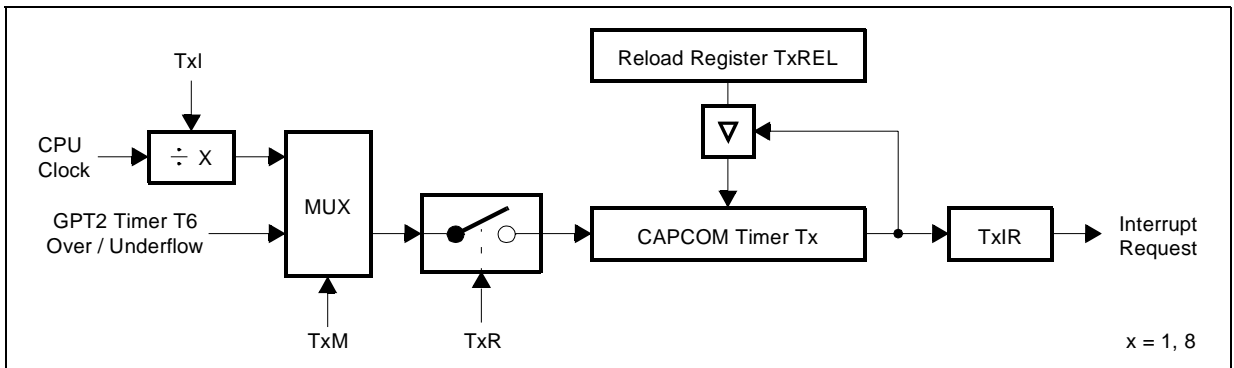 TxI
Reload Register TxREL
CPU
Clock
÷ X
MUX
GPT2 Timer T6
Over / Underflow
CAPCOM Timer Tx
TxIR
Interrupt
Request
TxM
TxR
x = 1, 8